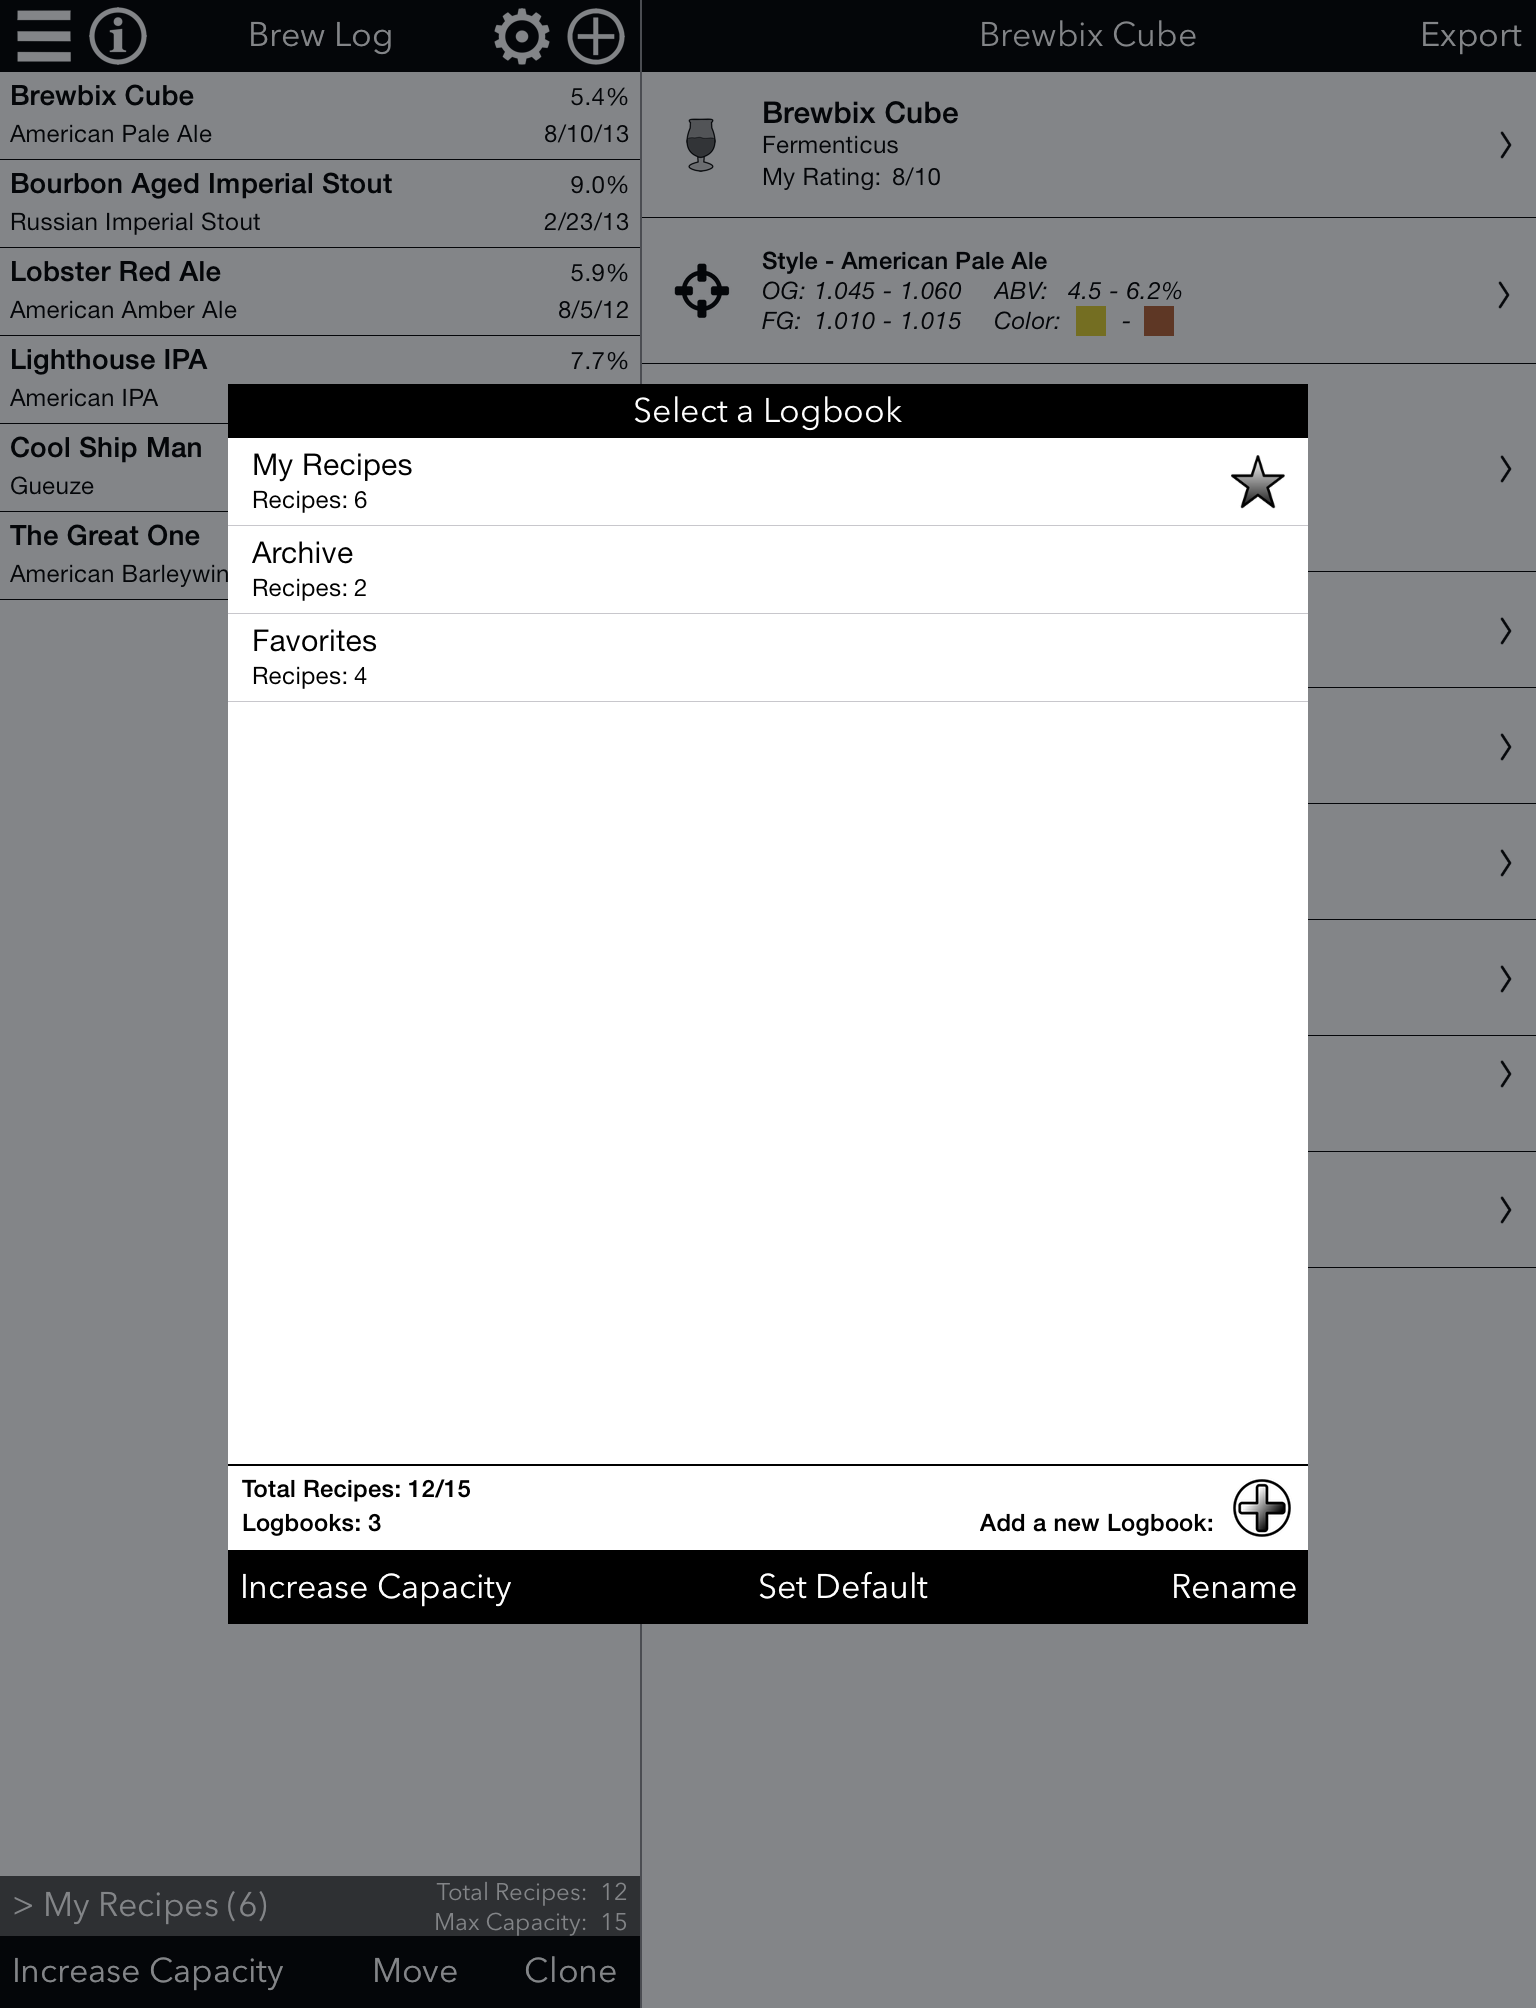 Brew Log
Brewbix Cube
Export
Brewbix Cube 5.4%
American Pale Ale 8/10/13
Bourbon Aged Imperial Stout 9.0%
Russian Imperial Stout 2/23/13
Lobster Red Ale 5.9%
American Amber Ale 8/5/12
Lighthouse IPA 7.7%
American IPA
Cool Ship Man
Gueuze
The Great One
American Barleywin
Brewbix Cube
Fermenticus
My Rating: 8/10
Style - American Pale Ale
OG: 1.045 - 1.060 ABV: 4.5 - 6.2%
FG: 1.010 - 1.015 Color: -
Select a Logbook
My Recipes
Recipes: 6
Archive
Recipes: 2
Favorites
Recipes: 4
Total Recipes: 12/15
Logbooks: 3
Add a new Logbook:
Increase Capacity Set Default Rename
> My Recipes (6)
Total Recipes: 12
Max Capacity: 15
Increase Capacity Move Clone